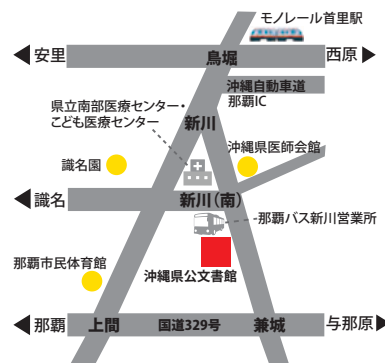 モノレール首里駅
安里
鳥堀
西原
沖縄自動車道
那覇IC
県立南部医療センター・
こども医療センター
新川
沖縄県医師会館
識名園
識名
新川(南)
那覇バス新川営業所
那覇市民体育館
沖縄県公文書館
那覇
上間
国道329号
兼城
与那原